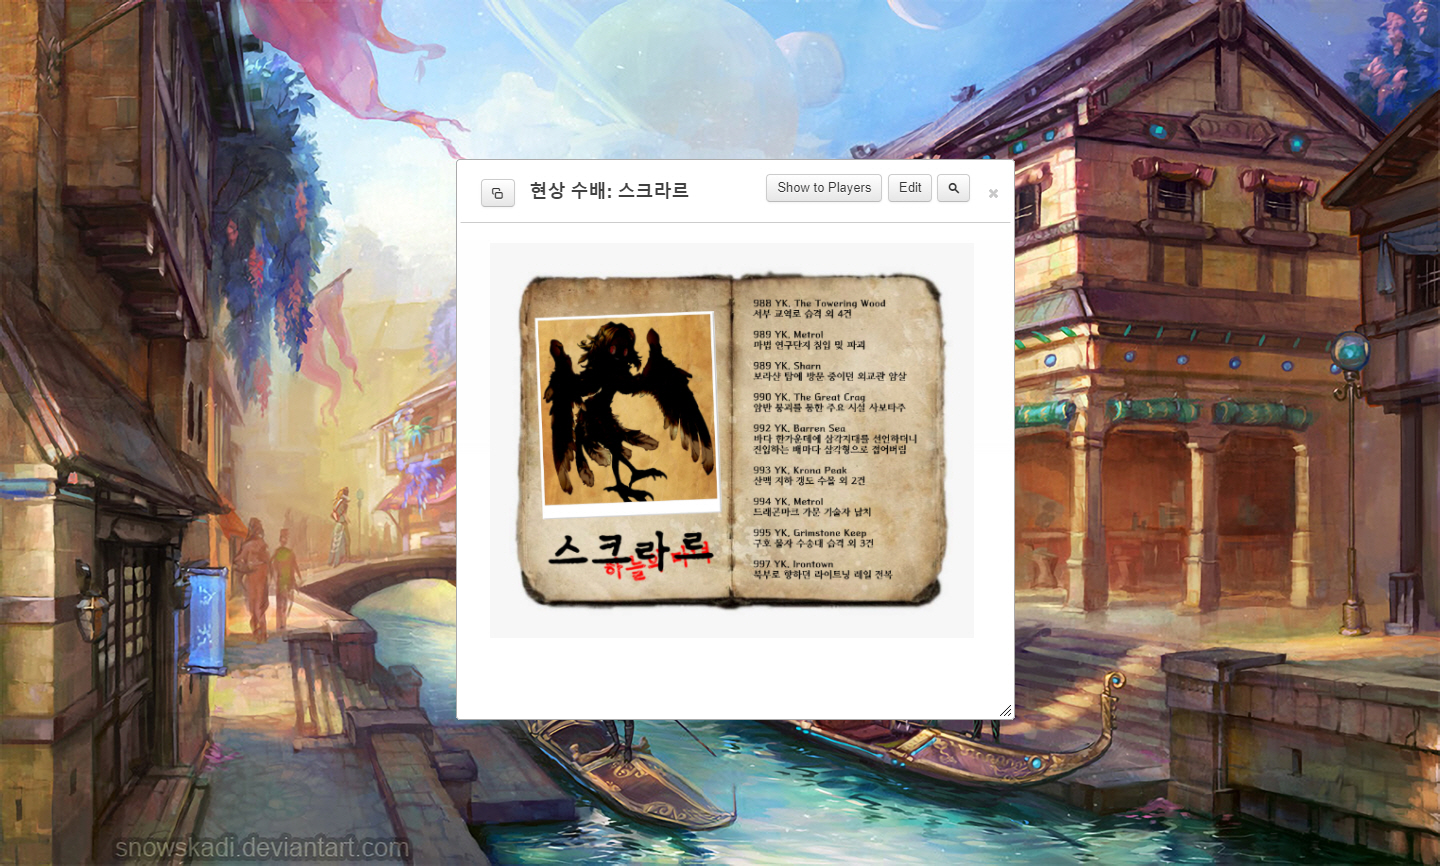 현상 수배: 스크라르
Show to Players
Edit
988 YK, The Towering Wood
서부 교역로 습격 외 4건
989 YK, Metrol
마법 연구단지 침입 및 파괴
989 YK, Sharn
보라산 탑에 방문 중이던 외교관 암살
990 YK, The Great Crag
암반 붕괴를 통한 주요 시설 사보타주
992 YK, Barren Sea
바다 한가운데에 삼각지대를 선언하더니
진입하는 배마다 삼각형으로 접어버림
993 YK, Krona Peak
산맥 지하 갱도 수몰 외 2건
994 YK, Metrol
드래곤마크 가문 기술자 납치
995 YK, Grimstone Keep
구호 물자 수송대 습격 외 3건
997 YK, Irontown
북부로 향하던 라이트닝 레일 전복
스크라르
하늘의
snowskadi.deviantart.com